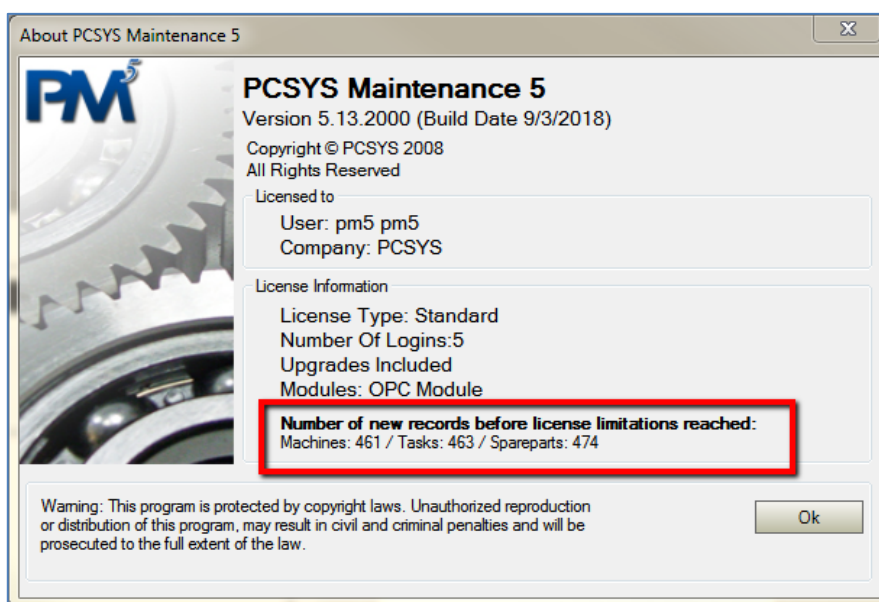 About PCSYS Maintenance 5
PM5
PCSYS Maintenance 5
Version 5.13.2000 (Build Date 9/3/2018)
Copyright © PCSYS 2008
All Rights Reserved
Licensed to
User: pm5 pm5
Company: PCSYS
License Information
License Type: Standard
Number Of Logins:5
Upgrades Included
Modules: OPC Module
Number of new records before license limitations reached:
Machines: 461 / Tasks: 463 / Spareparts: 474
Warning: This program is protected by copyright laws. Unauthorized reproduction
or distribution of this program, may result in civil and criminal penalties and will be
prosecuted to the full extent of the law.
Ok